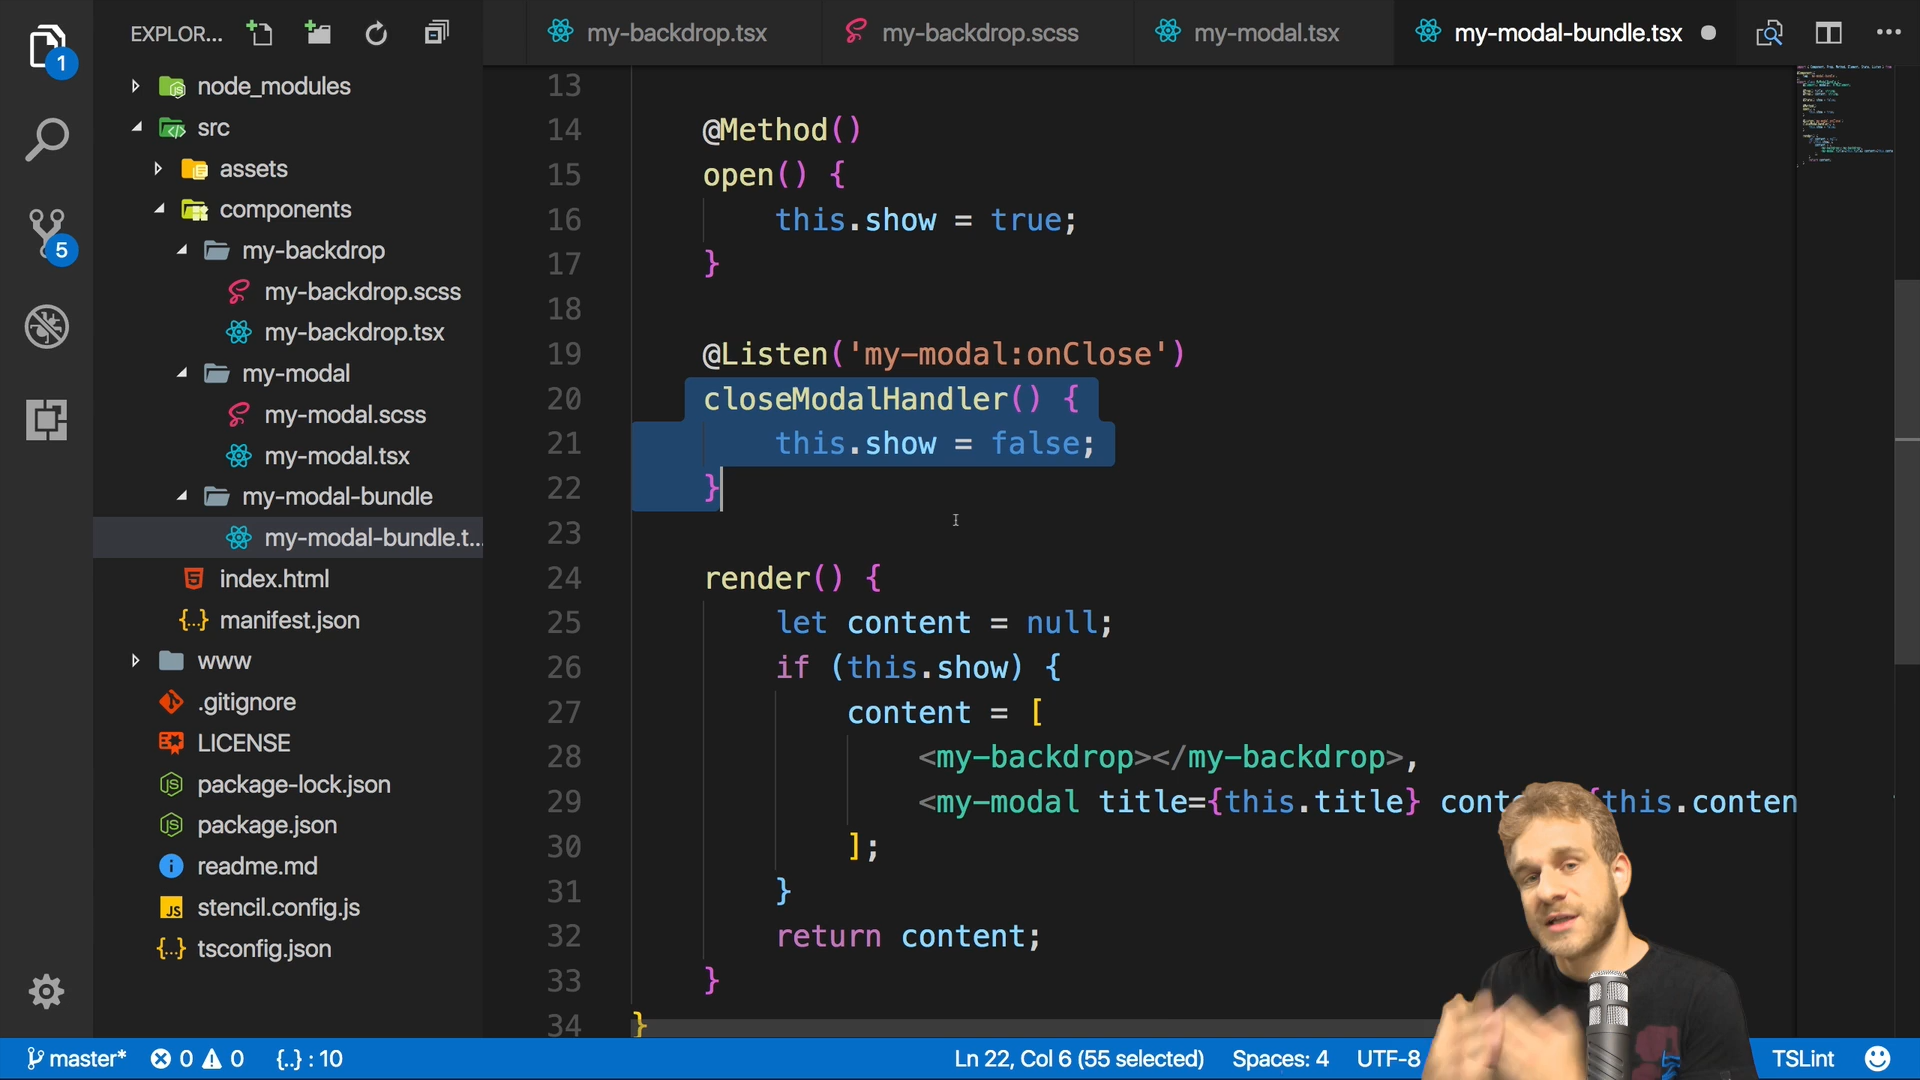 EXPLOR...
my-backdrop.tsx
my-backdrop.scss
my-modal.tsx
my-modal-bundle.tsx
1
5
node_modules
src
assets
components
my-backdrop
my-backdrop.scss
my-backdrop.tsx
my-modal
my-modal.scss
my-modal.tsx
my-modal-bundle
my-modal-bundle.t...
index.html
{..} manifest.json
www
.gitignore
LICENSE
package-lock.json
package.json
readme.md
JS stencil.config.js
{..} tsconfig.json
13
14 @Method()
15 open() {
16 this.show = true;
17 }
18
19 @Listen('my-modal:onClose')
20 closeModalHandler() {
21 this.show = false;
22 }
23
24 render() {
25 let content = null;
26 if (this.show) {
27 content = [
28 <my-backdrop></my-backdrop>,
29 <my-modal title={this.title} conte {this.conten
30 ];
31 }
32 return content;
33 }
34 }
master* 0 0 {..} : 10 Ln 22, Col 6 (55 selected) Spaces: 4 UTF-8 TSLint